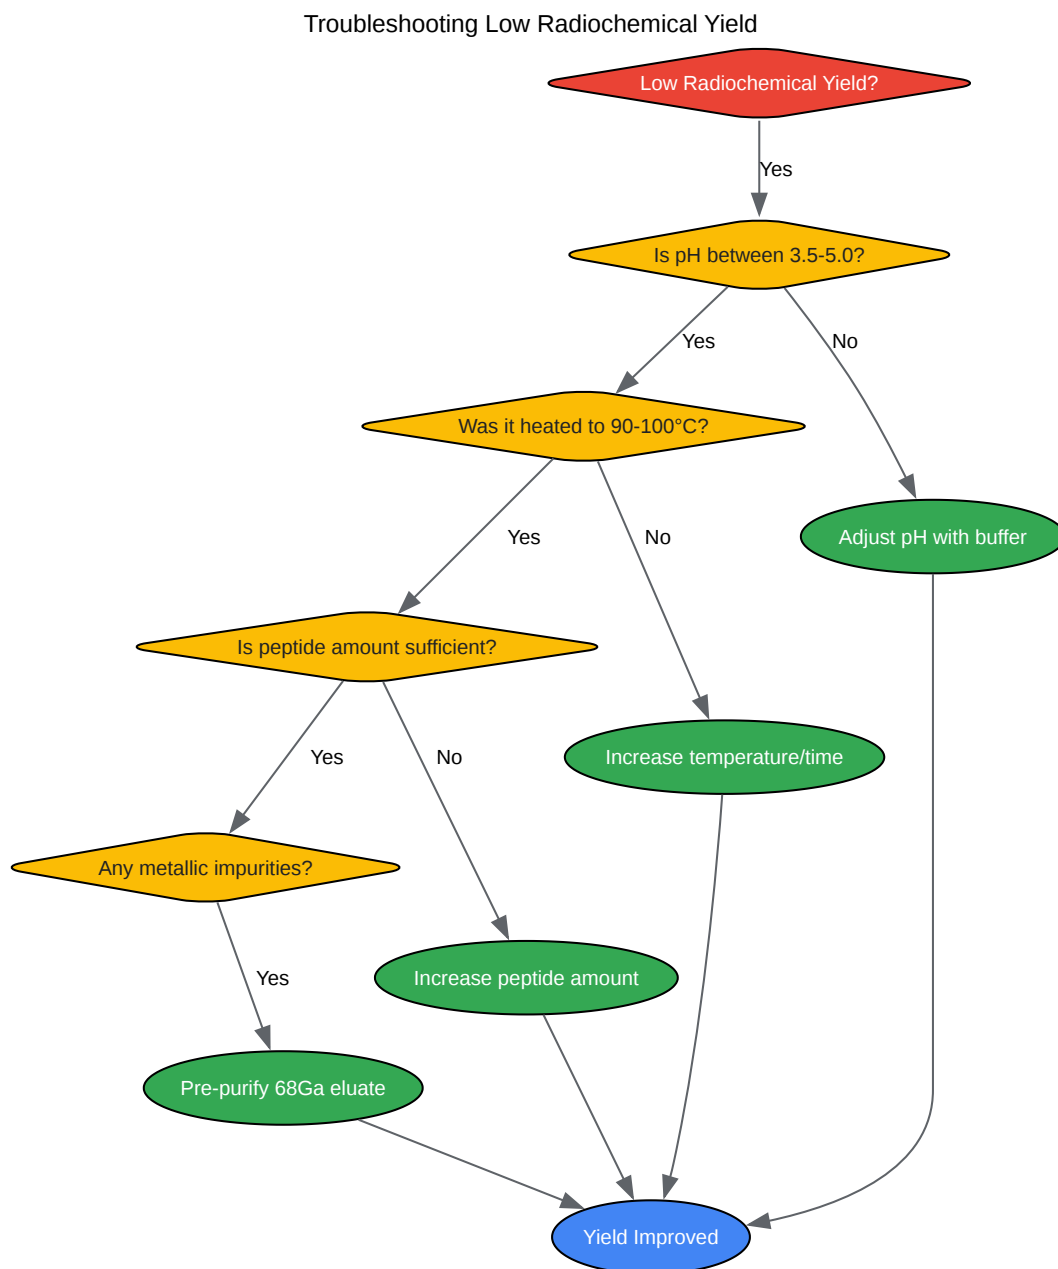 Troubleshooting Low Radiochemical Yield
Low Radiochemical Yield?
Yes
Is pH between 3.5-5.0?
Yes
No
Was it heated to 90-100°C?
Yes
No
Adjust pH with buffer
Is peptide amount sufficient?
Yes
No
Increase temperature/time
Any metallic impurities?
Yes
Increase peptide amount
Pre-purify 68Ga eluate
Yield Improved